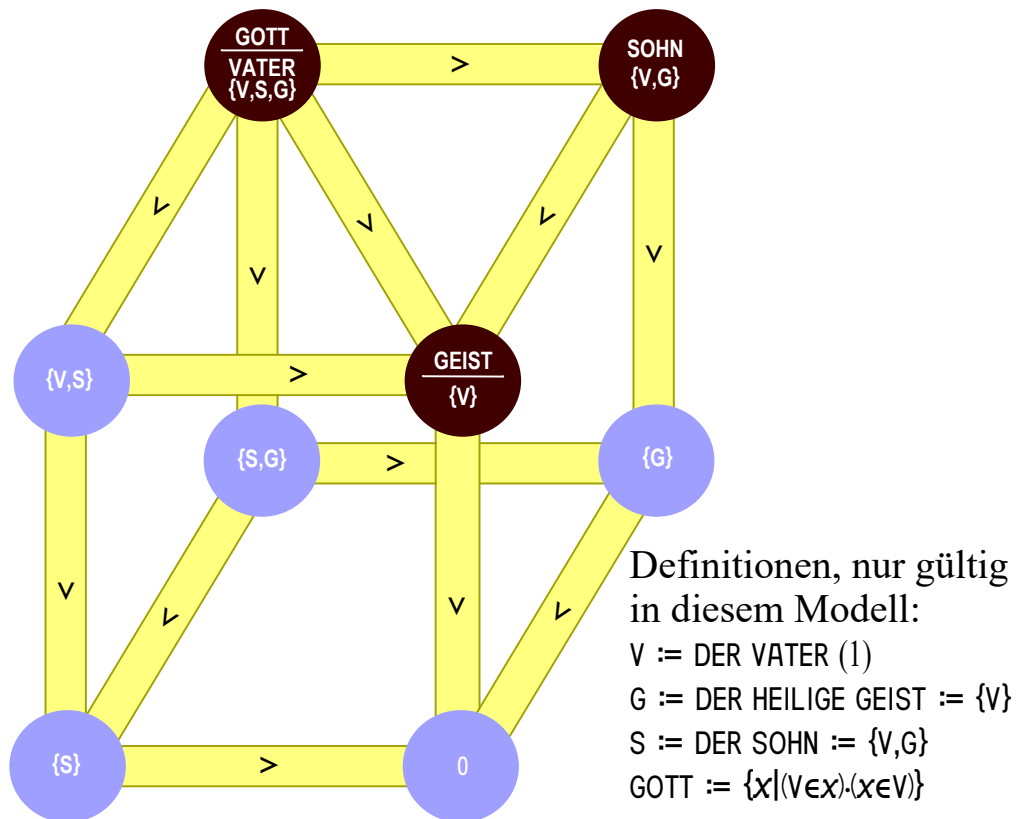 GOTT
VATER
{V,S,G}
>
SOHN
{V,G}
>
>
>
>
>
{V,S}
>
GEIST
{V}
{S,G}
>
{G}
>
>
>
>
{S}
>
0
Definitionen, nur gültig
in diesem Modell:
V := DER VATER (1)
G := DER HEILIGE GEIST := {V}
S := DER SOHN := {V,G}
GOTT := {x|(V∈x)·(x∈V)}